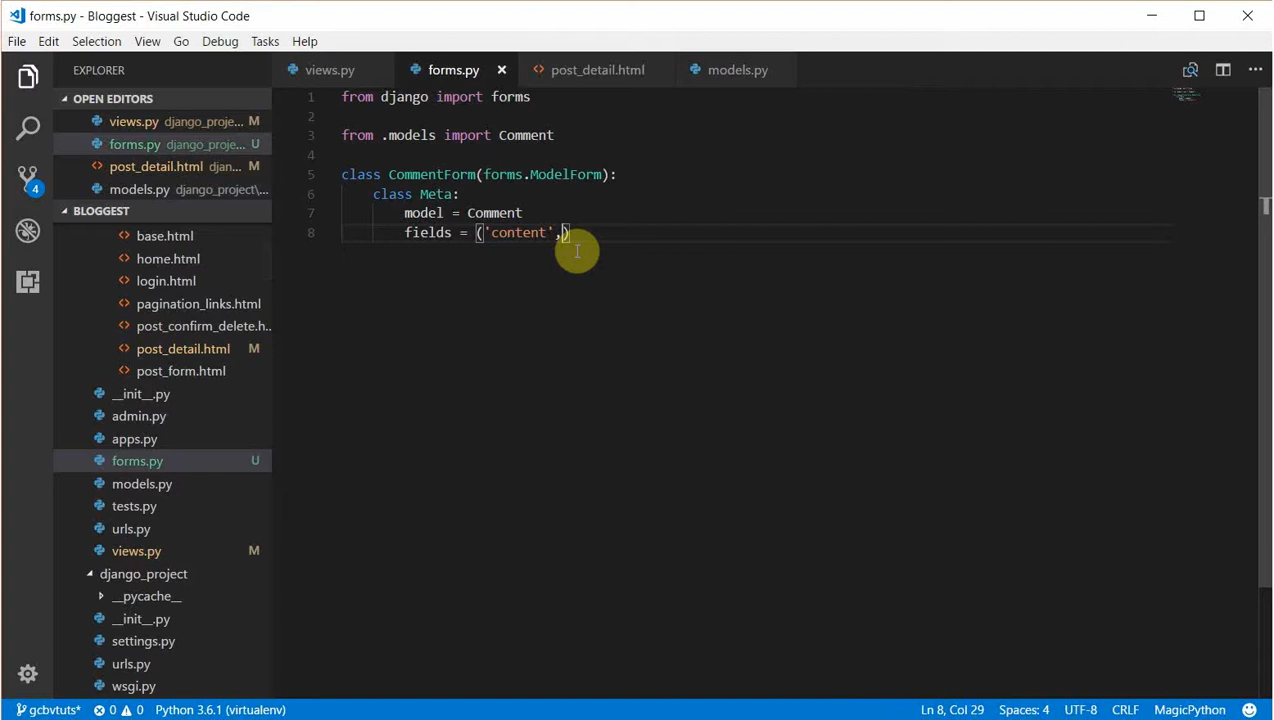 forms.py - Bloggest - Visual Studio Code
File Edit Selection View Go Debug Tasks Help
EXPLORER
views.py
forms.py
post_detail.html
models.py
OPEN EDITORS
views.py django_proje... M
forms.py django_proje... U
post_detail.html djan... M
models.py django_project\...
4
BLOGGEST
base.html
home.html
login.html
pagination_links.html
post_confirm_delete.h...
post_detail.html M
post_form.html
__init__.py
admin.py
apps.py
forms.py U
models.py
tests.py
urls.py
views.py M
django_project
__pycache__
__init__.py
settings.py
urls.py
wsgi.py
1 from django import forms
2
3 from .models import Comment
4
5 class CommentForm(forms.ModelForm):
6 class Meta:
7 model = Comment
8 fields = ('content',)
gcbvtuts* 0 0 Python 3.6.1 (virtualenv) Ln 8, Col 29 Spaces: 4 UTF-8 CRLF MagicPython